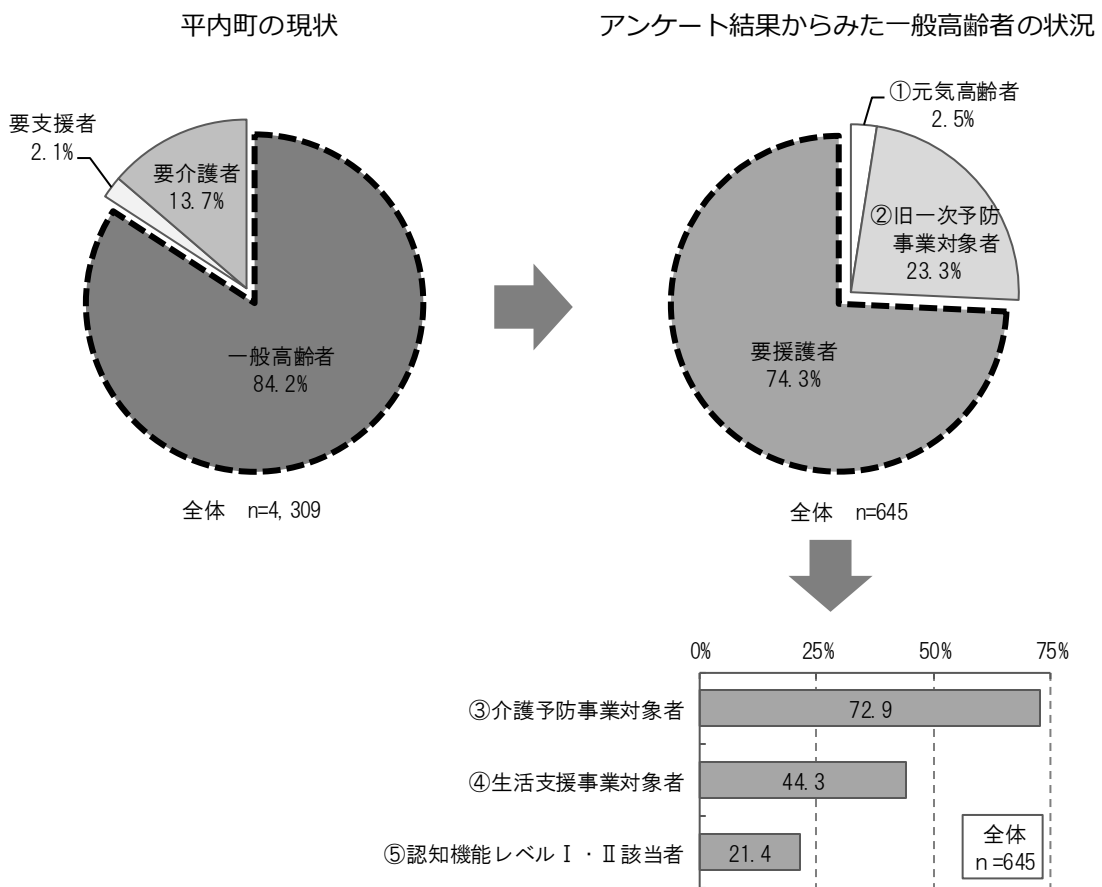 平内町の現状
アンケート結果からみた一般高齢者の状況
要支援者
2.1%
要介護者
13.7%
一般高齢者
84.2%
全体　n=4,309
①元気高齢者
2.5%
②旧一次予防
事業対象者
23.3%
要援護者
74.3%
全体　n=645
0%
25%
50%
75%
③介護予防事業対象者
72.9
④生活支援事業対象者
44.3
⑤認知機能レベルⅠ・Ⅱ該当者
21.4
全体
n=645